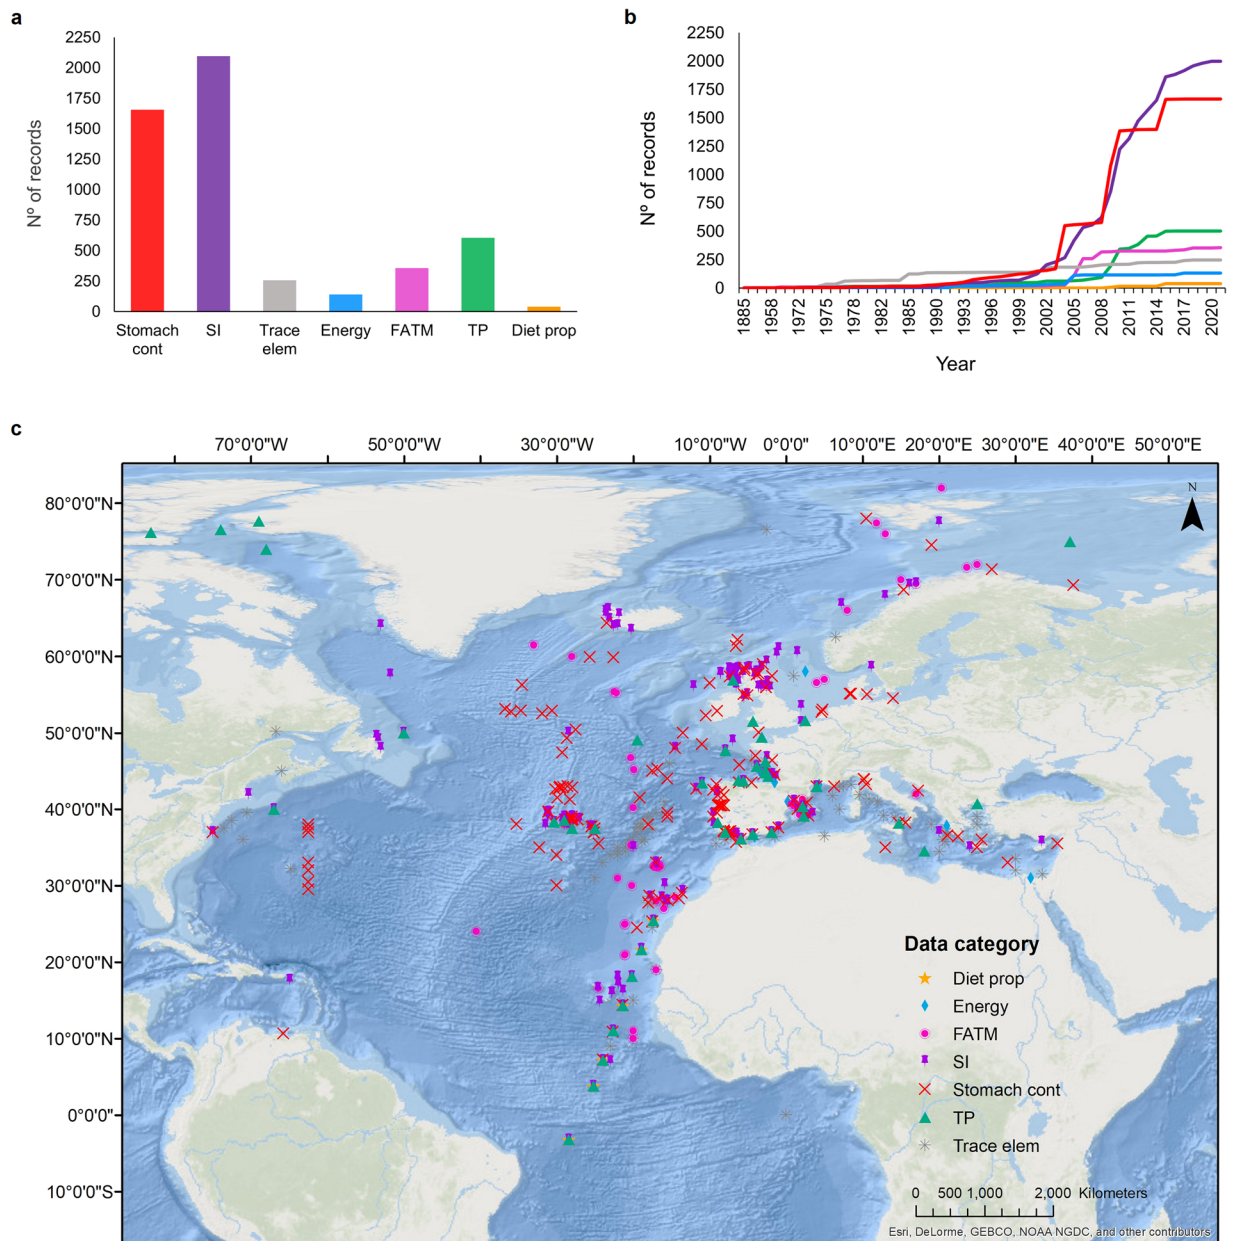 a
2250
2000
1750
1500
1250
1000
750
500
250
0
Nº of records
Stomach cont
SI
Trace elem
Energy
FATM
TP
Diet prop
b
2250
2000
1750
1500
1250
1000
750
500
250
0
Nº of records
1885
1958
1972
1975
1978
1982
1985
1990
1993
1996
1999
2002
2005
2008
2011
2014
2017
2020
Year
c
70°0'0"W
50°0'0"W
30°0'0"W
10°0'0"W
0°0'0"
10°0'0"E
20°0'0"E
30°0'0"E
40°0'0"E
50°0'0"E
80°0'0"N
70°0'0"N
60°0'0"N
50°0'0"N
40°0'0"N
30°0'0"N
20°0'0"N
10°0'0"N
0°0'0"
10°0'0"S
N
Data category
Diet prop
Energy
FATM
SI
Stomach cont
TP
Trace elem
0 500 1,000 2,000 Kilometers
Esri, DeLorme, GEBCO, NOAA NGDC, and other contributors